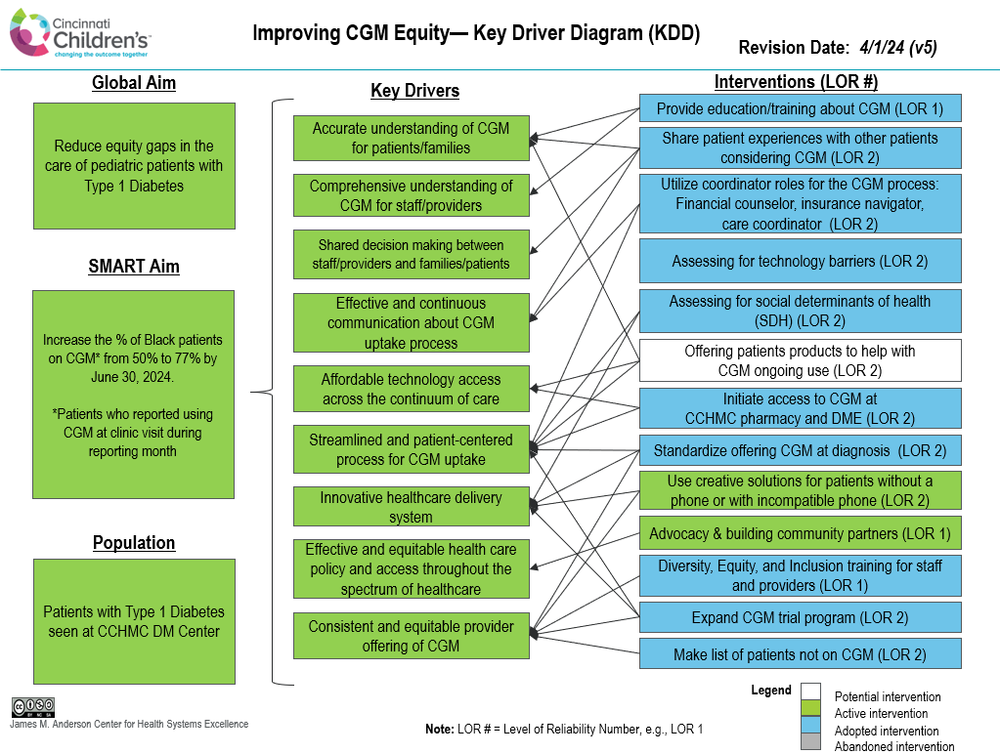 Cincinnati
Children's™
changing the outcome together
Improving CGM Equity— Key Driver Diagram (KDD)
Revision Date: 4/1/24 (v5)
Global Aim
Reduce equity gaps in the
care of pediatric patients with
Type 1 Diabetes
SMART Aim
Increase the % of Black patients
on CGM* from 50% to 77% by
June 30, 2024.
*Patients who reported using
CGM at clinic visit during
reporting month
Population
Patients with Type 1 Diabetes
seen at CCHMC DM Center
Key Drivers
Accurate understanding of CGM
for patients/families
Comprehensive understanding of
CGM for staff/providers
Shared decision making between
staff/providers and families/patients
Effective and continuous
communication about CGM
uptake process
Affordable technology access
across the continuum of care
Streamlined and patient-centered
process for CGM uptake
Innovative healthcare delivery
system
Effective and equitable health care
policy and access throughout the
spectrum of healthcare
Consistent and equitable provider
offering of CGM
Interventions (LOR #)
Provide education/training about CGM (LOR 1)
Share patient experiences with other patients
considering CGM (LOR 2)
Utilize coordinator roles for the CGM process:
Financial counselor, insurance navigator,
care coordinator (LOR 2)
Assessing for technology barriers (LOR 2)
Assessing for social determinants of health
(SDH) (LOR 2)
Offering patients products to help with
CGM ongoing use (LOR 2)
Initiate access to CGM at
CCHMC pharmacy and DME (LOR 2)
Standardize offering CGM at diagnosis (LOR 2)
Use creative solutions for patients without a
phone or with incompatible phone (LOR 2)
Advocacy & building community partners (LOR 1)
Diversity, Equity, and Inclusion training for staff
and providers (LOR 1)
Expand CGM trial program (LOR 2)
Make list of patients not on CGM (LOR 2)
Legend
Potential intervention
Active intervention
Adopted intervention
Abandoned intervention
cc
BY NC SA
James M. Anderson Center for Health Systems Excellence
Note: LOR # = Level of Reliability Number, e.g., LOR 1